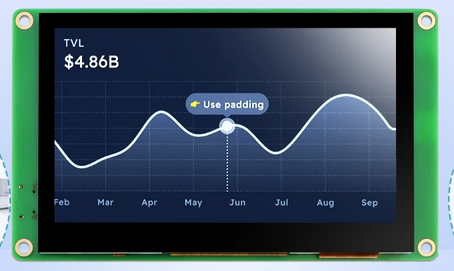 TVL
$4.86B
👉 Use padding
Feb
Mar
Apr
May
Jun
Jul
Aug
Sep